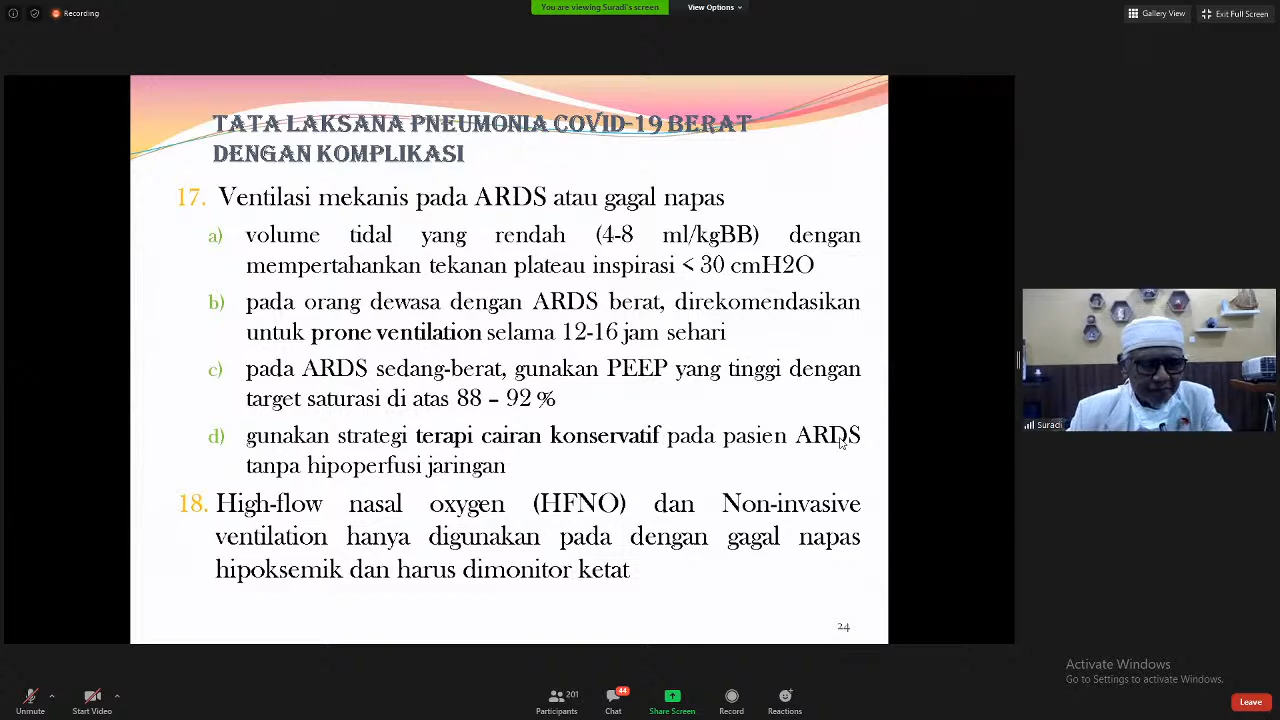 Recording
You are viewing Suradi's screen
View Options
Gallery View
Exit Full Screen
TATA LAKSANA PNEUMONIA COVID-19 BERAT
DENGAN KOMPLIKASI
17. Ventilasi mekanis pada ARDS atau gagal napas
a) volume tidal yang rendah (4-8 ml/kgBB) dengan
mempertahankan tekanan plateau inspirasi < 30 cmH2O
b) pada orang dewasa dengan ARDS berat, direkomendasikan
untuk prone ventilation selama 12-16 jam sehari
c) pada ARDS sedang-berat, gunakan PEEP yang tinggi dengan
target saturasi di atas 88 – 92 %
d) gunakan strategi terapi cairan konservatif pada pasien ARDS
tanpa hipoperfusi jaringan
18. High-flow nasal oxygen (HFNO) dan Non-invasive
ventilation hanya digunakan pada dengan gagal napas
hipoksemik dan harus dimonitor ketat
24
Suradi
Activate Windows
Go to Settings to activate Windows.
Unmute
Start Video
201
Participants
44
Chat
Share Screen
Record
Reactions
Leave